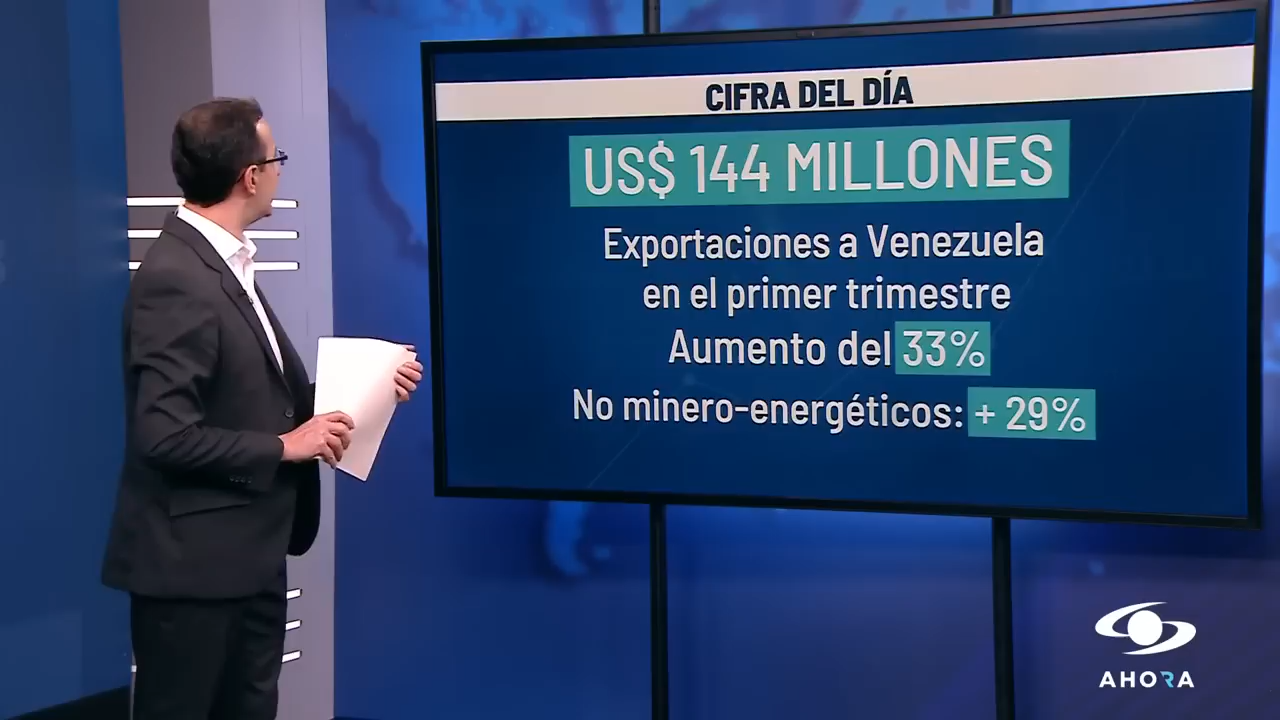 CIFRA DEL DÍA
US$ 144 MILLONES
Exportaciones a Venezuela
en el primer trimestre
Aumento del 33%
No minero-energéticos: + 29%
AHORA